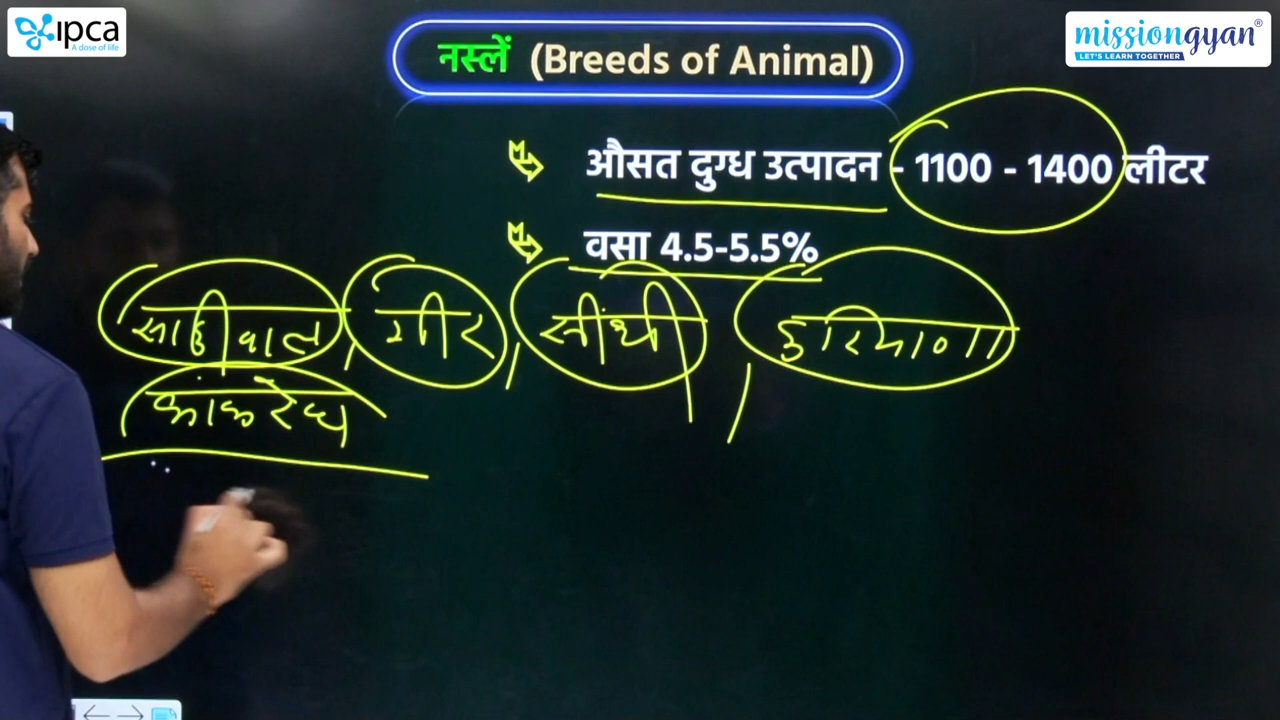 ipca
A dose of life
missiongyan®
LET'S LEARN TOGETHER
नस्लें (Breeds of Animal)
औसत दुग्ध उत्पादन - 1100 - 1400 लीटर
वसा 4.5-5.5%
साहिवाल, गीर, सींधी, हरियाणा
कांकरेच